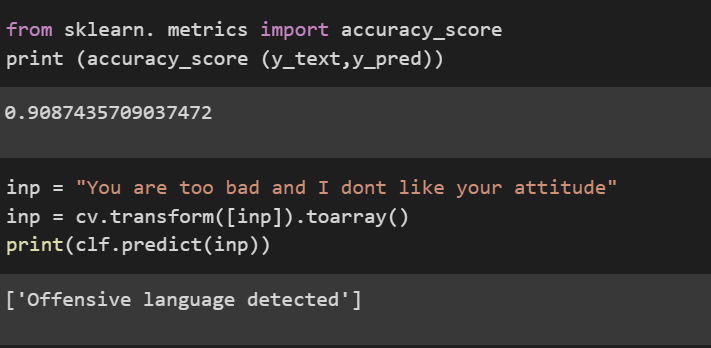 from sklearn. metrics import accuracy_score
print (accuracy_score (y_text,y_pred))
0.9087435709037472
inp = "You are too bad and I dont like your attitude"
inp = cv.transform([inp]).toarray()
print(clf.predict(inp))
['Offensive language detected']